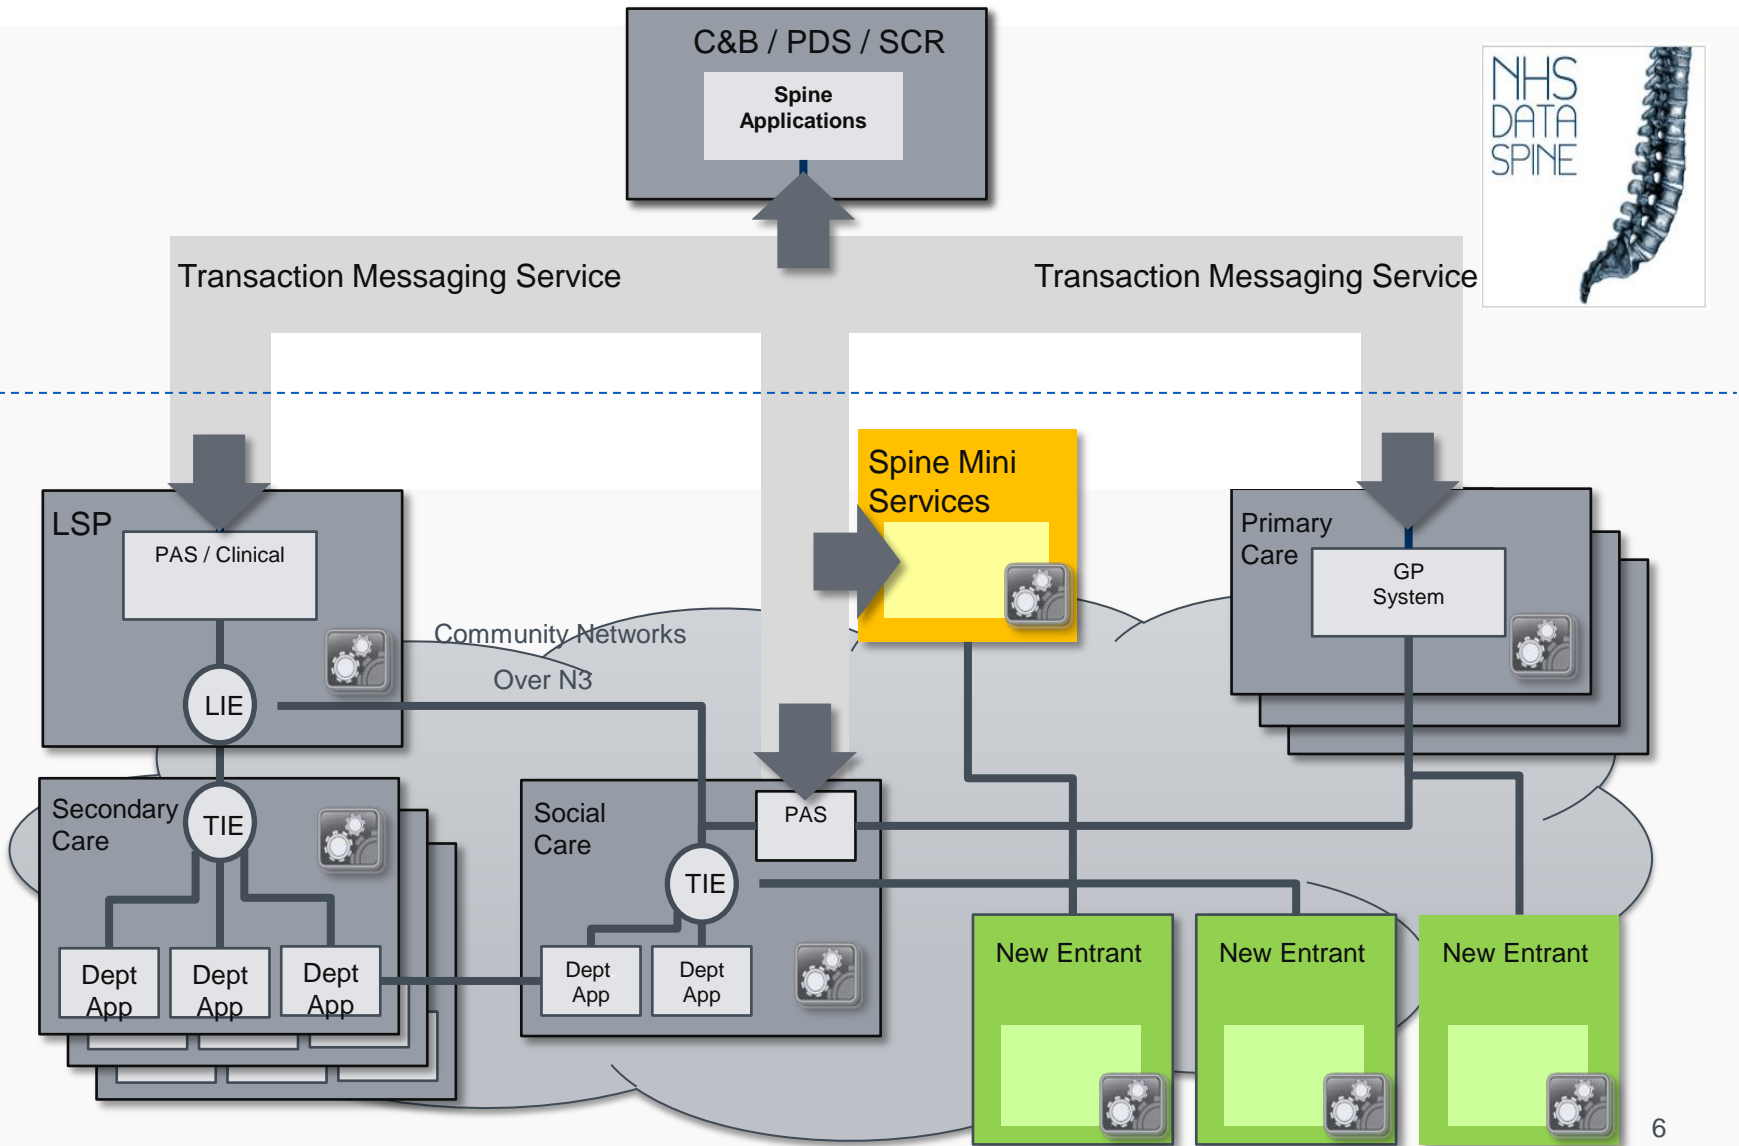 C&B / PDS / SCR
Spine
Applications
NHS
DATA
SPINE
Transaction Messaging Service
Transaction Messaging Service
Spine Mini
Services
LSP
PAS / Clinical
Primary
Care
GP
System
Community Networks
Over N3
LIE
Secondary
Care
TIE
Social
Care
PAS
TIE
Dept
App
Dept
App
Dept
App
Dept
App
Dept
App
New Entrant
New Entrant
New Entrant
6